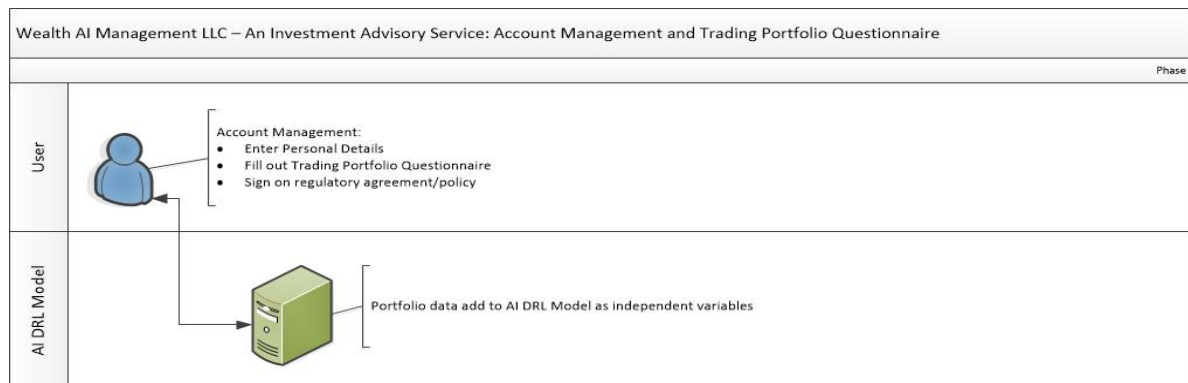 Wealth AI Management LLC – An Investment Advisory Service: Account Management and Trading Portfolio Questionnaire
Phase
User
Account Management:
• Enter Personal Details
• Fill out Trading Portfolio Questionnaire
• Sign on regulatory agreement/policy
AI DRL Model
Portfolio data add to AI DRL Model as independent variables